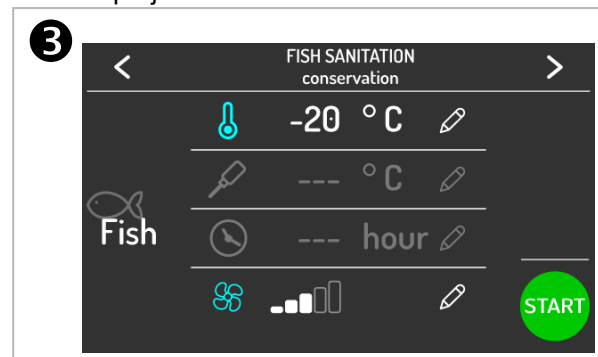 3
< FISH SANITATION >
conservation
-20 °C
--- °C
Fish
--- hour
START